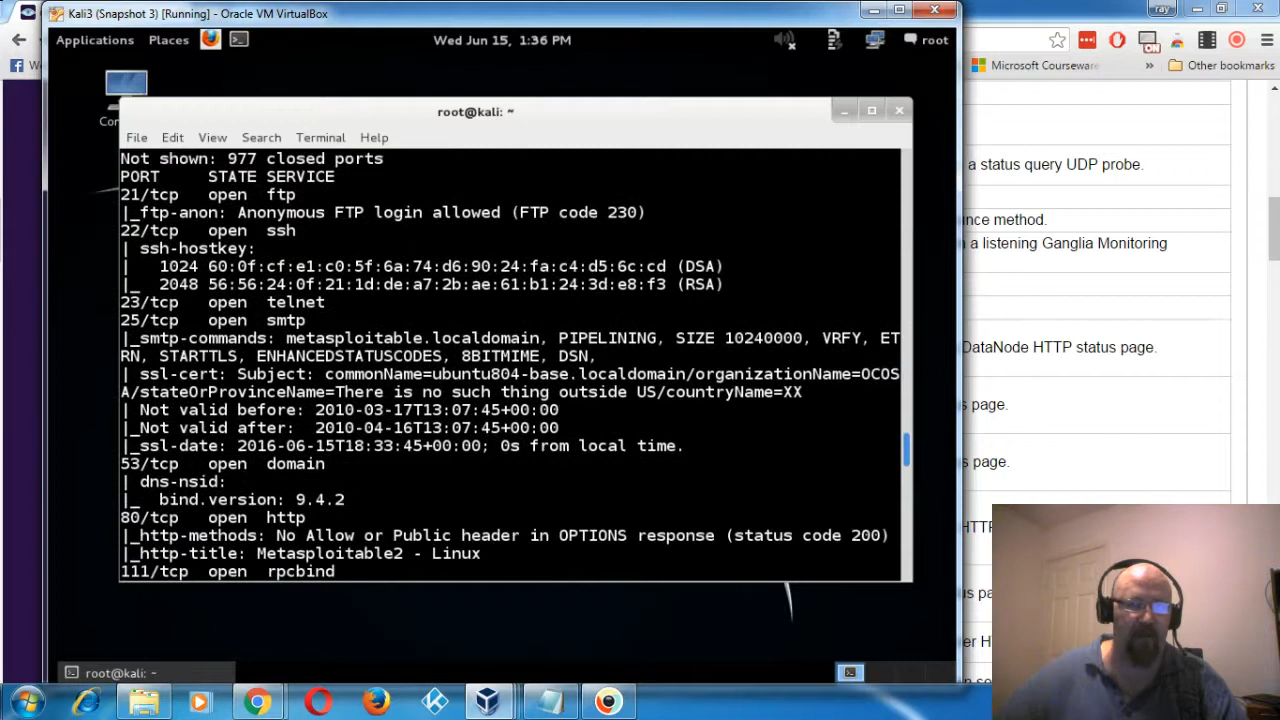 Kali3 (Snapshot 3) [Running] - Oracle VM VirtualBox
ray
Applications Places Wed Jun 15, 1:36 PM root
ON
Microsoft Courseware » Other bookmarks
root@kali: ~
File Edit View Search Terminal Help
Not shown: 977 closed ports
PORT STATE SERVICE
21/tcp open ftp
|_ftp-anon: Anonymous FTP login allowed (FTP code 230)
22/tcp open ssh
| ssh-hostkey:
| 1024 60:0f:cf:e1:c0:5f:6a:74:d6:90:24:fa:c4:d5:6c:cd (DSA)
|_ 2048 56:56:24:0f:21:1d:de:a7:2b:ae:61:b1:24:3d:e8:f3 (RSA)
23/tcp open telnet
25/tcp open smtp
|_smtp-commands: metasploitable.localdomain, PIPELINING, SIZE 10240000, VRFY, ET
RN, STARTTLS, ENHANCEDSTATUSCODES, 8BITMIME, DSN,
| ssl-cert: Subject: commonName=ubuntu804-base.localdomain/organizationName=OCOS
A/stateOrProvinceName=There is no such thing outside US/countryName=XX
| Not valid before: 2010-03-17T13:07:45+00:00
|_Not valid after: 2010-04-16T13:07:45+00:00
|_ssl-date: 2016-06-15T18:33:45+00:00; 0s from local time.
53/tcp open domain
| dns-nsid:
|_ bind.version: 9.4.2
80/tcp open http
|_http-methods: No Allow or Public header in OPTIONS response (status code 200)
|_http-title: Metasploitable2 - Linux
111/tcp open rpcbind
root@kali: ~
a status query UDP probe.
method.
a listening Ganglia Monitoring
DataNode HTTP status page.
page.
page.